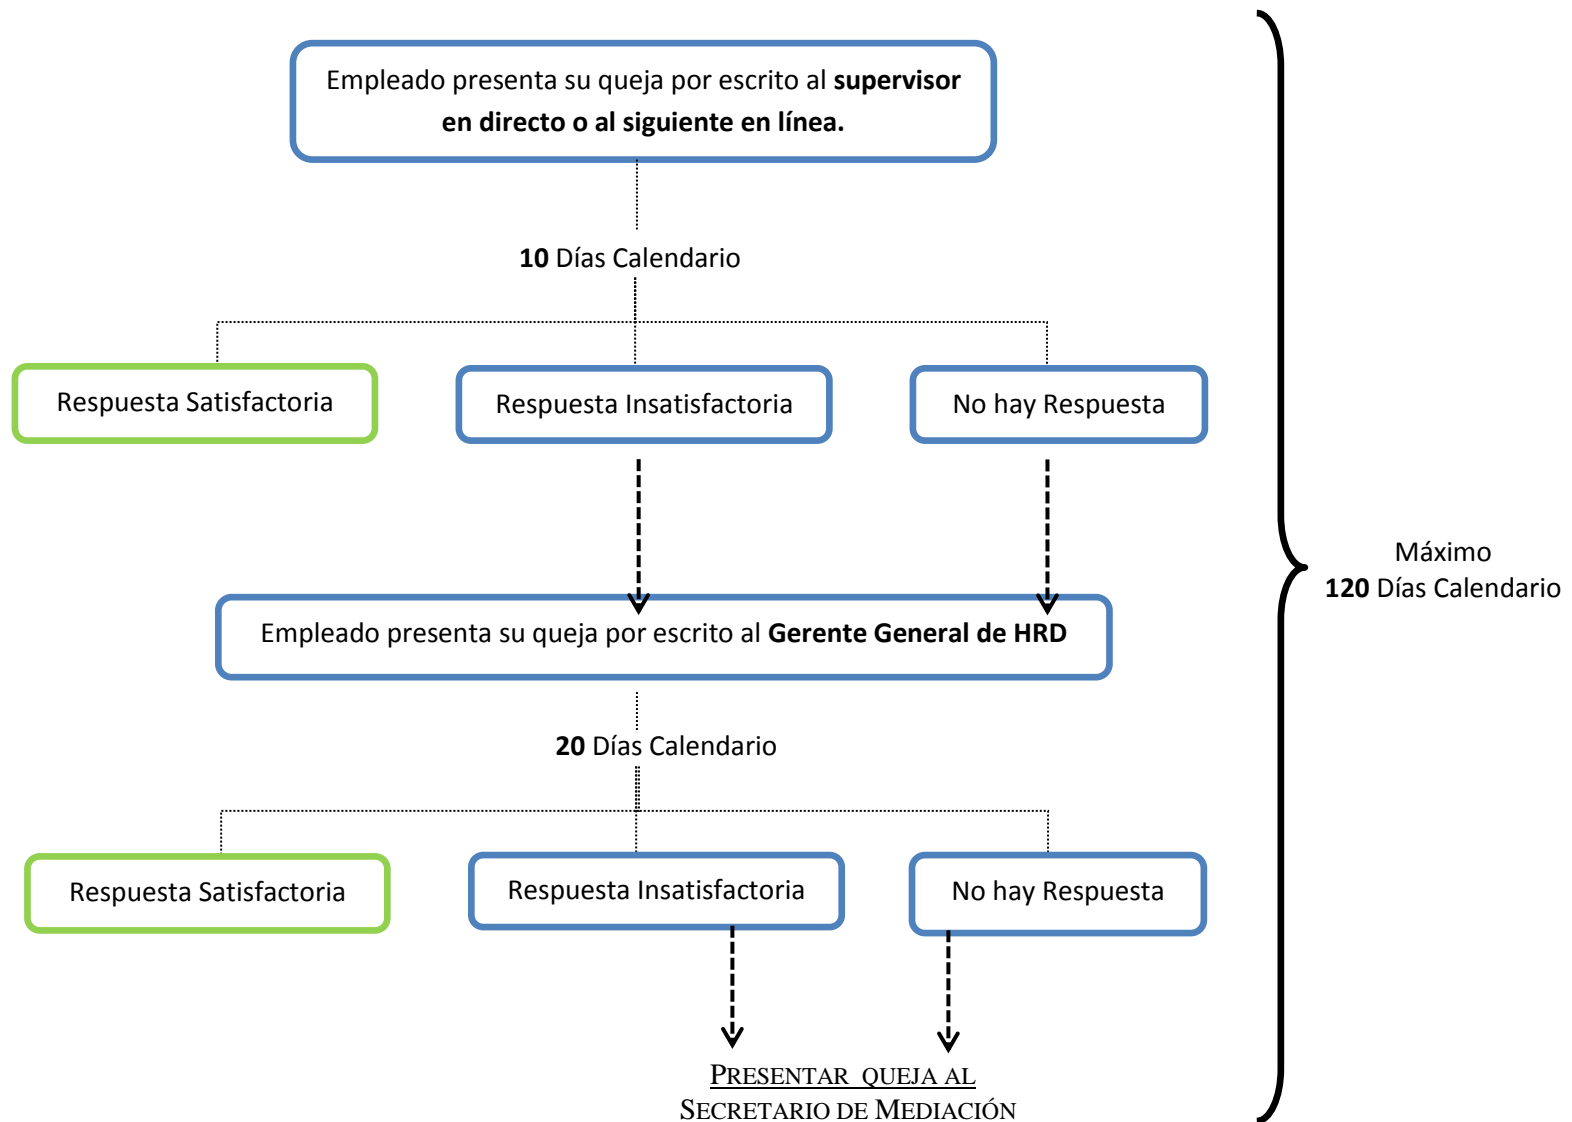 Empleado presenta su queja por escrito al supervisor
en directo o al siguiente en línea.
10 Días Calendario
Respuesta Satisfactoria
Respuesta Insatisfactoria
No hay Respuesta
Máximo
120 Días Calendario
Empleado presenta su queja por escrito al Gerente General de HRD
20 Días Calendario
Respuesta Satisfactoria
Respuesta Insatisfactoria
No hay Respuesta
PRESENTAR QUEJA AL
SECRETARIO DE MEDIACIÓN